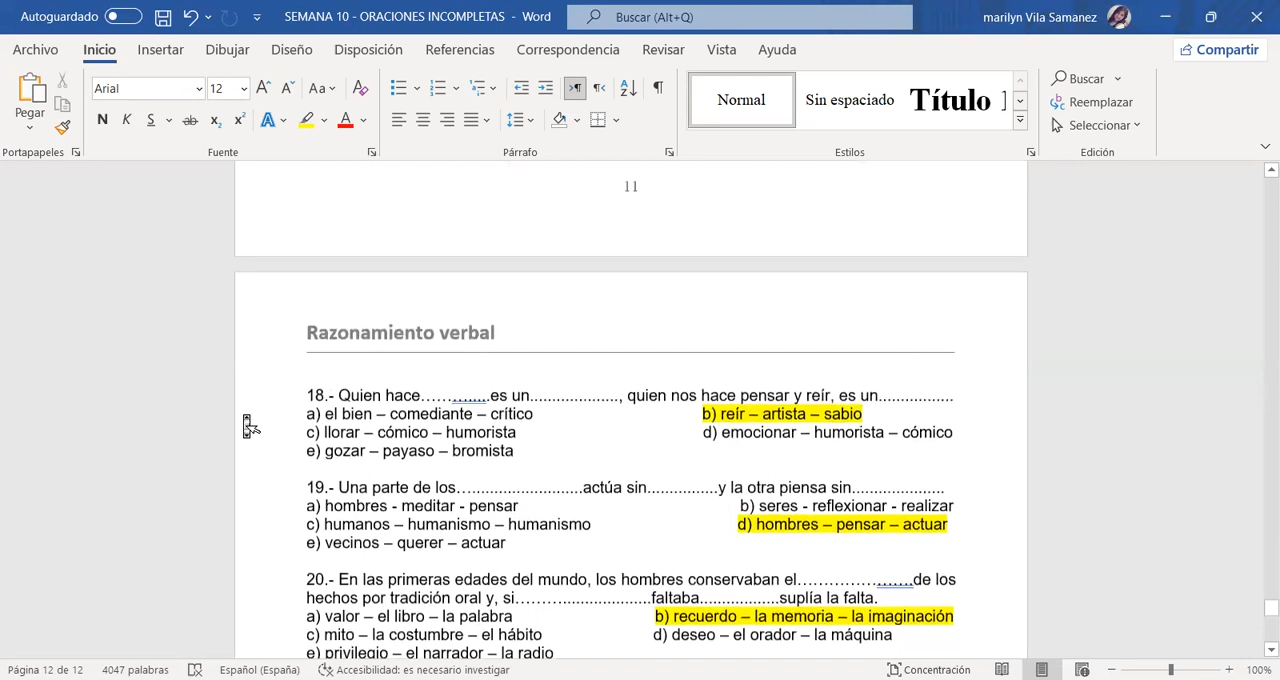 Autoguardado SEMANA 10 - ORACIONES INCOMPLETAS - Word Buscar (Alt+Q) marilyn Vila Samanez
Archivo Inicio Insertar Dibujar Diseño Disposición Referencias Correspondencia Revisar Vista Ayuda Compartir
Pegar Arial 12 Normal Sin espaciado Título 1 Buscar
Reemplazar
Seleccionar
Portapapeles Fuente Párrafo Estilos Edición
11
Razonamiento verbal
18.- Quien hace……….....es un...................., quien nos hace pensar y reír, es un.................
a) el bien – comediante – crítico b) reír – artista – sabio
c) llorar – cómico – humorista d) emocionar – humorista – cómico
e) gozar – payaso – bromista
19.- Una parte de los….........................actúa sin................y la otra piensa sin.....................
a) hombres - meditar - pensar b) seres - reflexionar - realizar
c) humanos – humanismo – humanismo d) hombres – pensar – actuar
e) vecinos – querer – actuar
20.- En las primeras edades del mundo, los hombres conservaban el…………….......de los
hechos por tradición oral y, si………....................faltaba..................suplía la falta.
a) valor – el libro – la palabra b) recuerdo – la memoria – la imaginación
c) mito – la costumbre – el hábito d) deseo – el orador – la máquina
e) privilegio – el narrador – la radio
Página 12 de 12 4047 palabras Español (España) Accesibilidad: es necesario investigar Concentración 100%